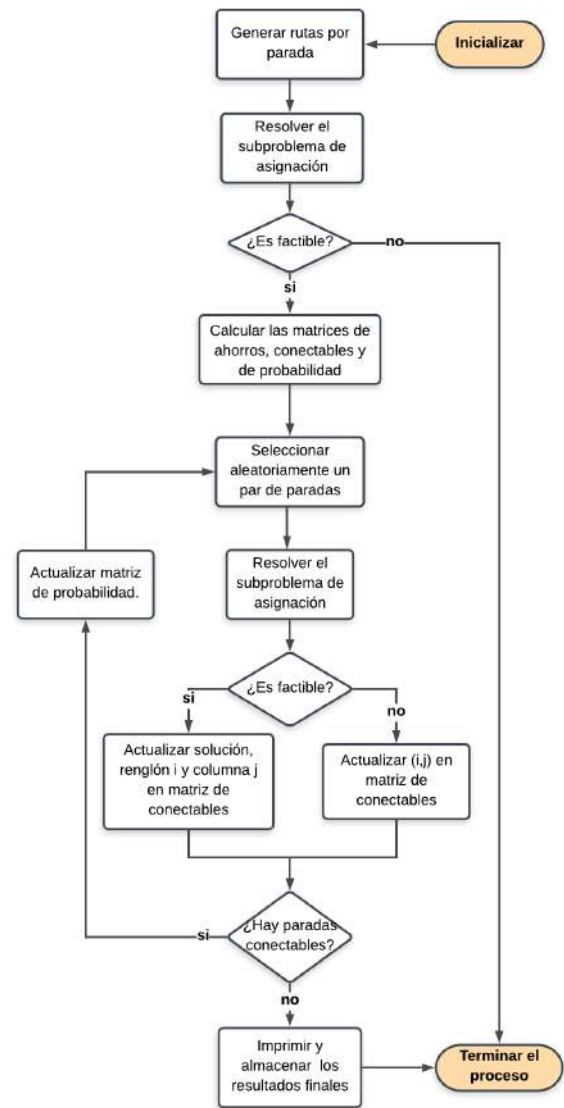 Generar rutas por
parada
Inicializar
Resolver el
subproblema de
asignación
¿Es factible?
no
si
Calcular las matrices de
ahorros, conectables y
de probabilidad
Seleccionar
aleatoriamente un
par de paradas
Actualizar matriz
de probabilidad.
Resolver el
subproblema de
asignación
¿Es factible?
si
no
Actualizar solución,
renglón i y columna j
en matriz de
conectables
Actualizar (i,j) en
matriz de
conectables
¿Hay paradas
conectables?
si
no
Imprimir y
almacenar los
resultados finales
Terminar el
proceso